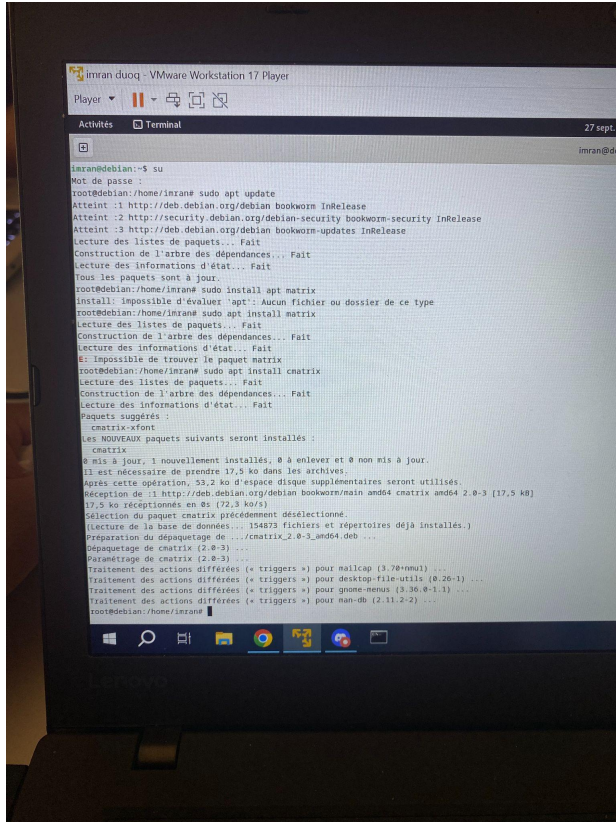 imran duoq - VMware Workstation 17 Player
Player
Activités Terminal 27 sept.
imran@de
imran@debian:~$ su
Mot de passe :
root@debian:/home/imran# sudo apt update
Atteint :1 http://deb.debian.org/debian bookworm InRelease
Atteint :2 http://security.debian.org/debian-security bookworm-security InRelease
Atteint :3 http://deb.debian.org/debian bookworm-updates InRelease
Lecture des listes de paquets... Fait
Construction de l'arbre des dépendances... Fait
Lecture des informations d'état... Fait
Tous les paquets sont à jour.
root@debian:/home/imran# sudo install apt matrix
install: impossible d'évaluer 'apt': Aucun fichier ou dossier de ce type
root@debian:/home/imran# sudo apt install matrix
Lecture des listes de paquets... Fait
Construction de l'arbre des dépendances... Fait
Lecture des informations d'état... Fait
E: Impossible de trouver le paquet matrix
root@debian:/home/imran# sudo apt install cmatrix
Lecture des listes de paquets... Fait
Construction de l'arbre des dépendances... Fait
Lecture des informations d'état... Fait
Paquets suggérés :
cmatrix-xfont
Les NOUVEAUX paquets suivants seront installés :
cmatrix
0 mis à jour, 1 nouvellement installés, 0 à enlever et 0 non mis à jour.
Il est nécessaire de prendre 17,5 ko dans les archives.
Après cette opération, 53,2 ko d'espace disque supplémentaires seront utilisés.
Réception de :1 http://deb.debian.org/debian bookworm/main amd64 cmatrix amd64 2.0-3 [17,5 kB]
17,5 ko réceptionnés en 0s (72,3 ko/s)
Sélection du paquet cmatrix précédemment désélectionné.
(Lecture de la base de données... 154873 fichiers et répertoires déjà installés.)
Préparation du dépaquetage de .../cmatrix_2.0-3_amd64.deb ...
Dépaquetage de cmatrix (2.0-3) ...
Paramétrage de cmatrix (2.0-3) ...
Traitement des actions différées (« triggers ») pour mailcap (3.70+nmu1) ...
Traitement des actions différées (« triggers ») pour desktop-file-utils (0.26-1) ...
Traitement des actions différées (« triggers ») pour gnome-menus (3.36.0-1.1) ...
Traitement des actions différées (« triggers ») pour man-db (2.11.2-2) ...
root@debian:/home/imran#
LENOVO